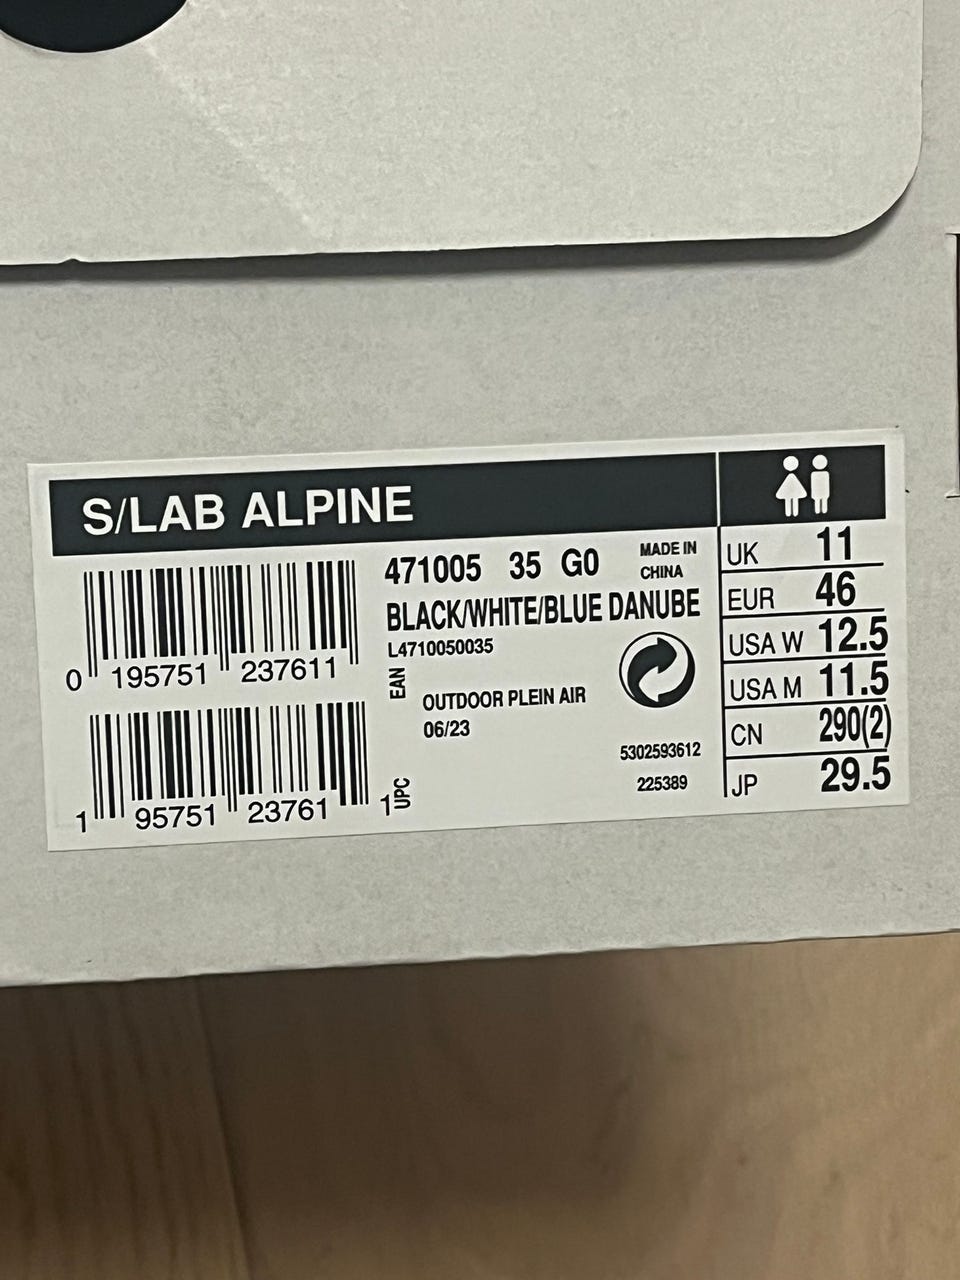 S/LAB ALPINE
471005 35 G0 MADE IN CHINA
BLACK/WHITE/BLUE DANUBE
L4710050035
0 195751 237611
EAN
OUTDOOR PLEIN AIR
06/23
5302593612
225389
1 95751 23761 1
UPC
UK 11
EUR 46
USA W 12.5
USA M 11.5
CN 290(2)
JP 29.5